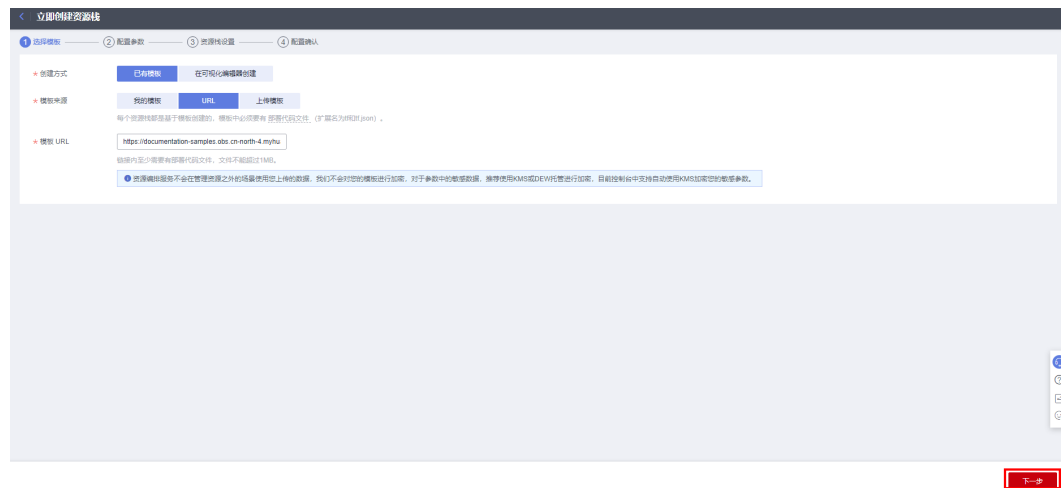 立即创建资源栈
1 选择模板 2 配置参数 3 资源栈设置 4 配置确认
* 创建方式 已有模板 在可视化编辑器创建
* 模板来源 我的模板 URL 上传模板
每个资源栈都是基于模板创建的，模板中必须要有 部署代码文件 （扩展名为tf和tf.json）。
* 模板 URL https://documentation-samples.obs.cn-north-4.myhu
链接内至少需要有部署代码文件，文件不能超过1MB。
资源编排服务不会在管理资源之外的场景使用您上传的数据，我们不会对您的模板进行加密，对于参数中的敏感数据，推荐使用KMS或DEW托管进行加密，目前控制台中支持自动使用KMS加密您的敏感参数。
下一步